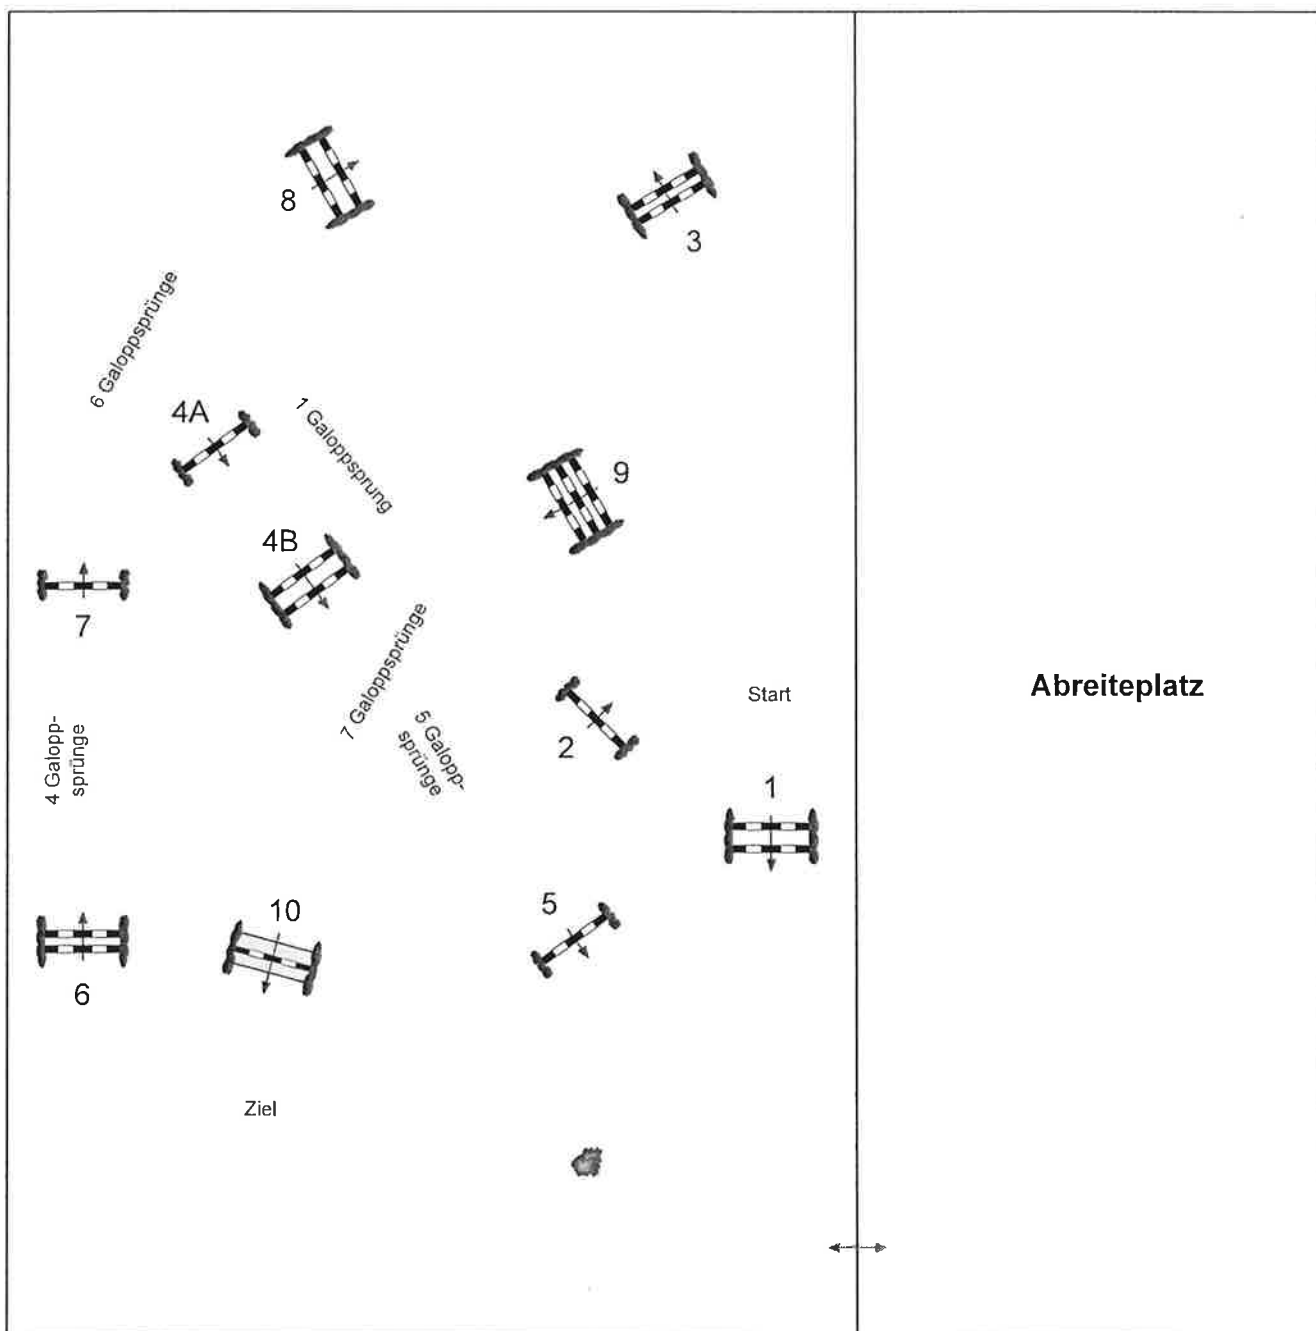 8
3
6 Galoppsprünge
4A
1 Galoppsprung
9
4B
7
7 Galoppsprünge
Start
Abreiteplatz
4 Galopp-
sprünge
5 Galopp-
sprünge
2
1
10
5
6
Ziel